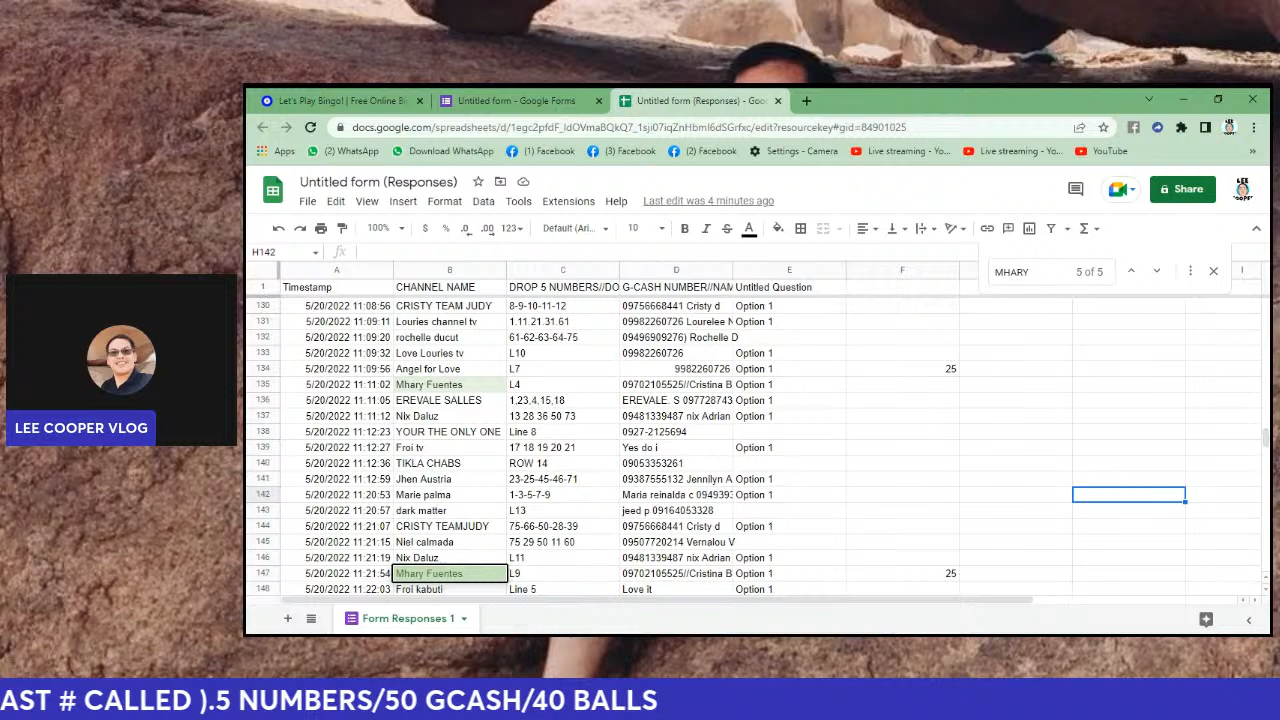 Let's Play Bingo! | Free Online Bi
Untitled form - Google Forms
Untitled form (Responses) - Goo
docs.google.com/spreadsheets/d/1egc2pfdF_IdOVmaBQkQ7_1sji07iqZnHbmI6dSGrfxc/edit?resourcekey#gid=84901025
Apps
(2) WhatsApp
Download WhatsApp
(1) Facebook
(3) Facebook
(2) Facebook
Settings - Camera
Live streaming - Yo...
Live streaming - Yo...
YouTube
Untitled form (Responses)
File Edit View Insert Format Data Tools Extensions Help Last edit was 4 minutes ago
Share
100% $ % .0 .00 123 Default (Ari... 10 B I S A
H142 fx
MHARY 5 of 5
A B C D E F I
1 Timestamp CHANNEL NAME DROP 5 NUMBERS//DO G-CASH NUMBER//NAM Untitled Question
130 5/20/2022 11:08:56 CRISTY TEAM JUDY 8-9-10-11-12 09756668441 Cristy d Option 1
131 5/20/2022 11:09:11 Louries channel tv 1.11.21.31.61 09982260726 Lourelee N Option 1
132 5/20/2022 11:09:20 rochelle ducut 61-62-63-64-75 09496909276) Rochelle D
133 5/20/2022 11:09:32 Love Louries tv L10 09982260726 Option 1
134 5/20/2022 11:09:56 Angel for Love L7 9982260726 Option 1 25
135 5/20/2022 11:11:02 Mhary Fuentes L4 09702105525//Cristina B Option 1
136 5/20/2022 11:11:05 EREVALE SALLES 1,23,4,15,18 EREVALE. S 097728743 Option 1
137 5/20/2022 11:11:12 Nix Daluz 13 28 36 50 73 09481339487 nix Adrian Option 1
138 5/20/2022 11:12:23 YOUR THE ONLY ONE Line 8 0927-2125694
139 5/20/2022 11:12:27 Froi tv 17 18 19 20 21 Yes do i Option 1
140 5/20/2022 11:12:36 TIKLA CHABS ROW 14 09053353261
141 5/20/2022 11:12:59 Jhen Austria 23-25-45-46-71 09387555132 Jennilyn A Option 1
142 5/20/2022 11:20:53 Marie palma 1-3-5-7-9 Maria reinalda c 0949393 Option 1
143 5/20/2022 11:20:57 dark matter L13 jeed p 09164053328
144 5/20/2022 11:21:07 CRISTY TEAMJUDY 75-66-50-28-39 09756668441 Cristy d Option 1
145 5/20/2022 11:21:15 Niel calmada 75 29 50 11 60 09507720214 Vernalou V
146 5/20/2022 11:21:19 Nix Daluz L11 09481339487 nix Adrian Option 1
147 5/20/2022 11:21:54 Mhary Fuentes L9 09702105525//Cristina B Option 1 25
148 5/20/2022 11:22:03 Froi kabuti Line 5 Love it Option 1
Form Responses 1
LEE COOPER VLOG
AST # CALLED ).5 NUMBERS/50 GCASH/40 BALLS